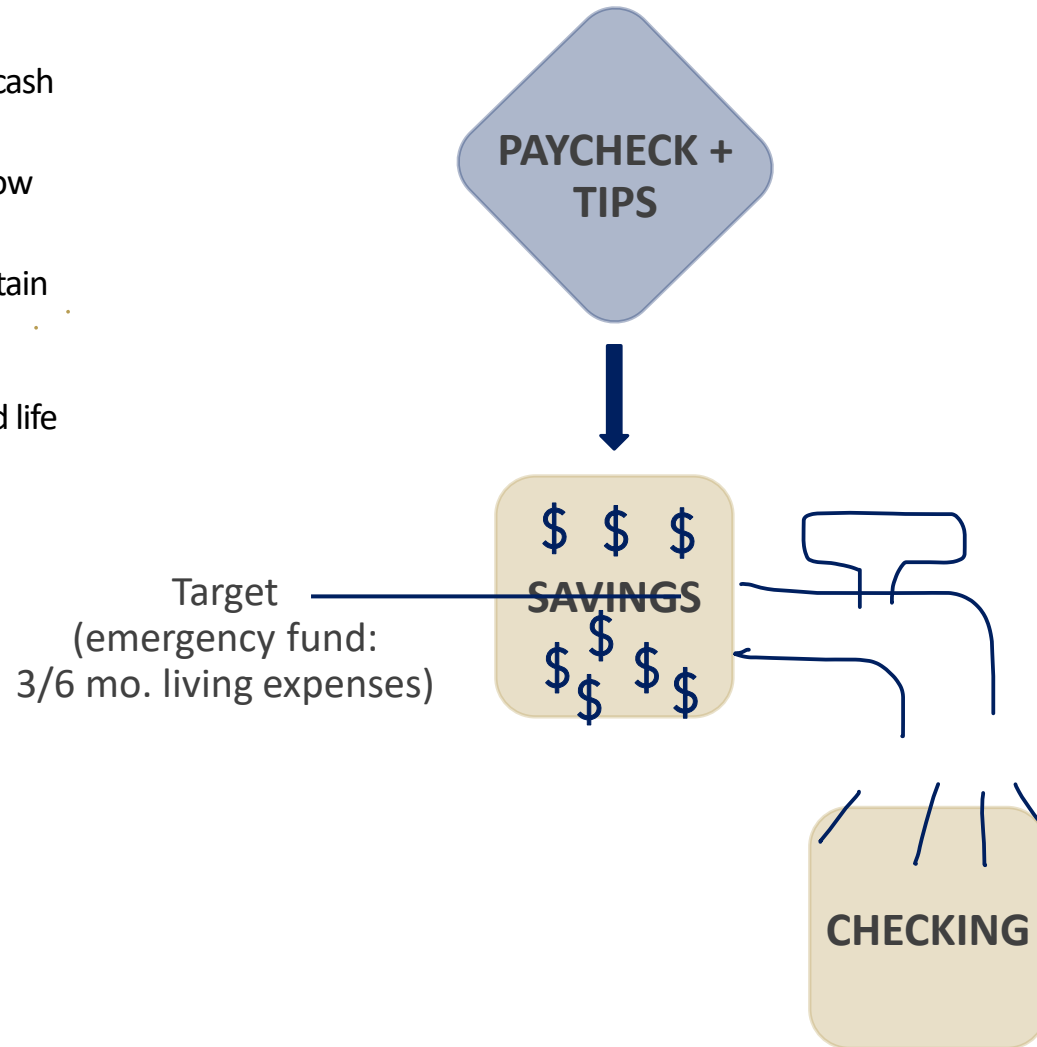 cash
ow
tain
d life
PAYCHECK +
TIPS
$ $ $
SAVINGS
Target
(emergency fund:
3/6 mo. living expenses)
$
$ $
$ $
CHECKING